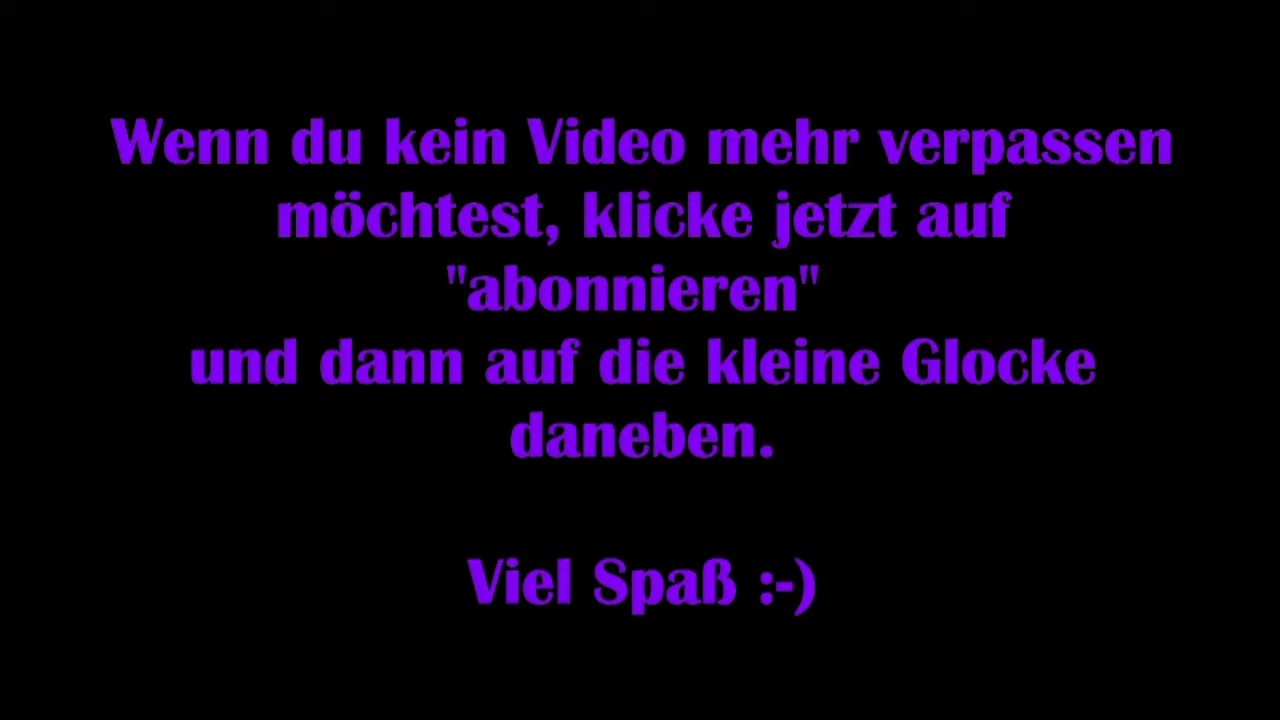 Wenn du kein Video mehr verpassen
möchtest, klicke jetzt auf
"abonnieren"
und dann auf die kleine Glocke
daneben.
Viel Spaß :-)